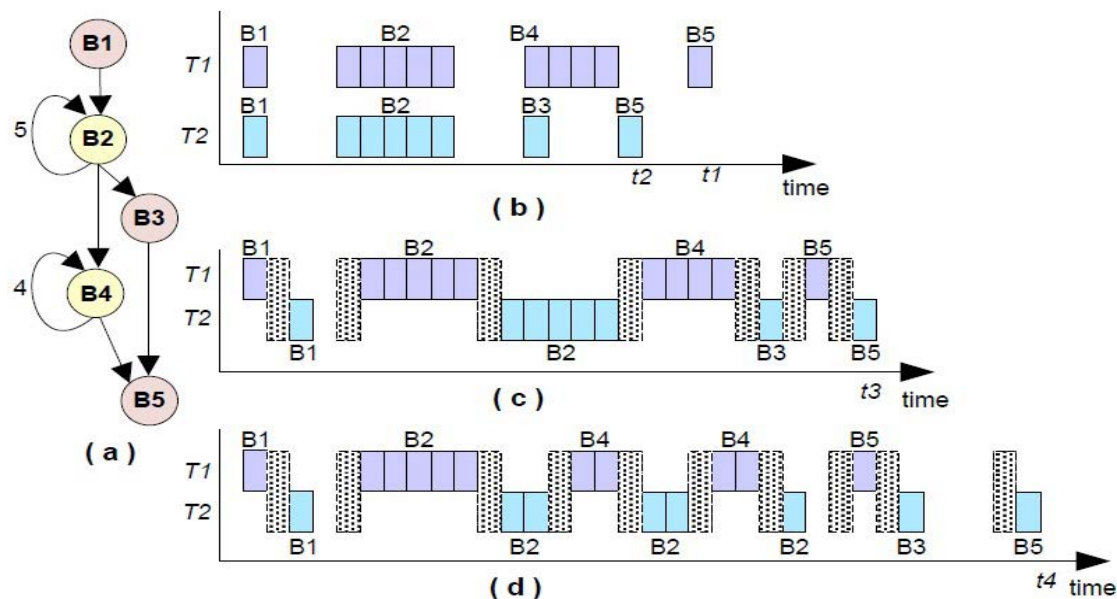 B1
5
B2
B3
4
B4
B5
( a )
B1 B2 B4 B5
T1
B1 B2 B3 B5
T2
t2 t1
time
( b )
B1 B2 B4 B5
T1
T2
B1 B2 B3 B5
t3 time
( c )
B1 B2 B4 B4 B5
T1
T2
B1 B2 B2 B2 B3 B5
t4 time
( d )